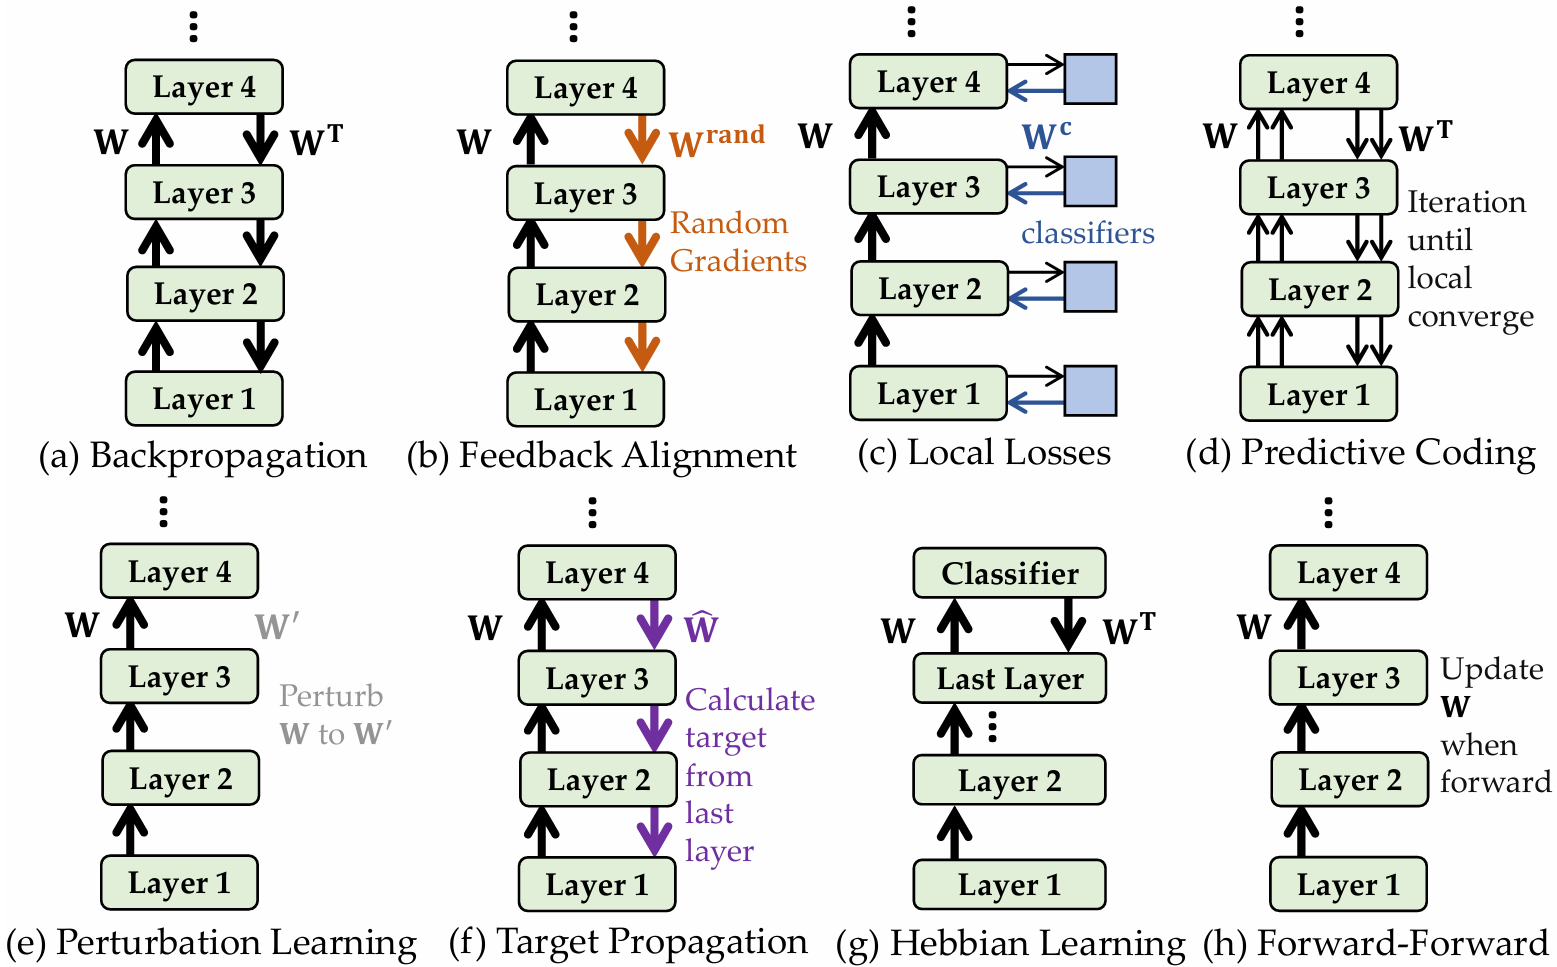 Layer 4
W
W^T
Layer 3
Layer 2
Layer 1
(a) Backpropagation
Layer 4
W
W^rand
Layer 3
Random
Gradients
Layer 2
Layer 1
(b) Feedback Alignment
Layer 4
W
W^c
Layer 3
classifiers
Layer 2
Layer 1
(c) Local Losses
Layer 4
W
W^T
Layer 3
Iteration
until
local
converge
Layer 2
Layer 1
(d) Predictive Coding
Layer 4
W
W′
Layer 3
Perturb
W to W′
Layer 2
Layer 1
(e) Perturbation Learning
Layer 4
W
Ŵ
Layer 3
Calculate
target
from
last
layer
Layer 2
Layer 1
(f) Target Propagation
Classifier
W
W^T
Last Layer
Layer 2
Layer 1
(g) Hebbian Learning
Layer 4
W
Layer 3
Update
W
when
forward
Layer 2
Layer 1
(h) Forward-Forward